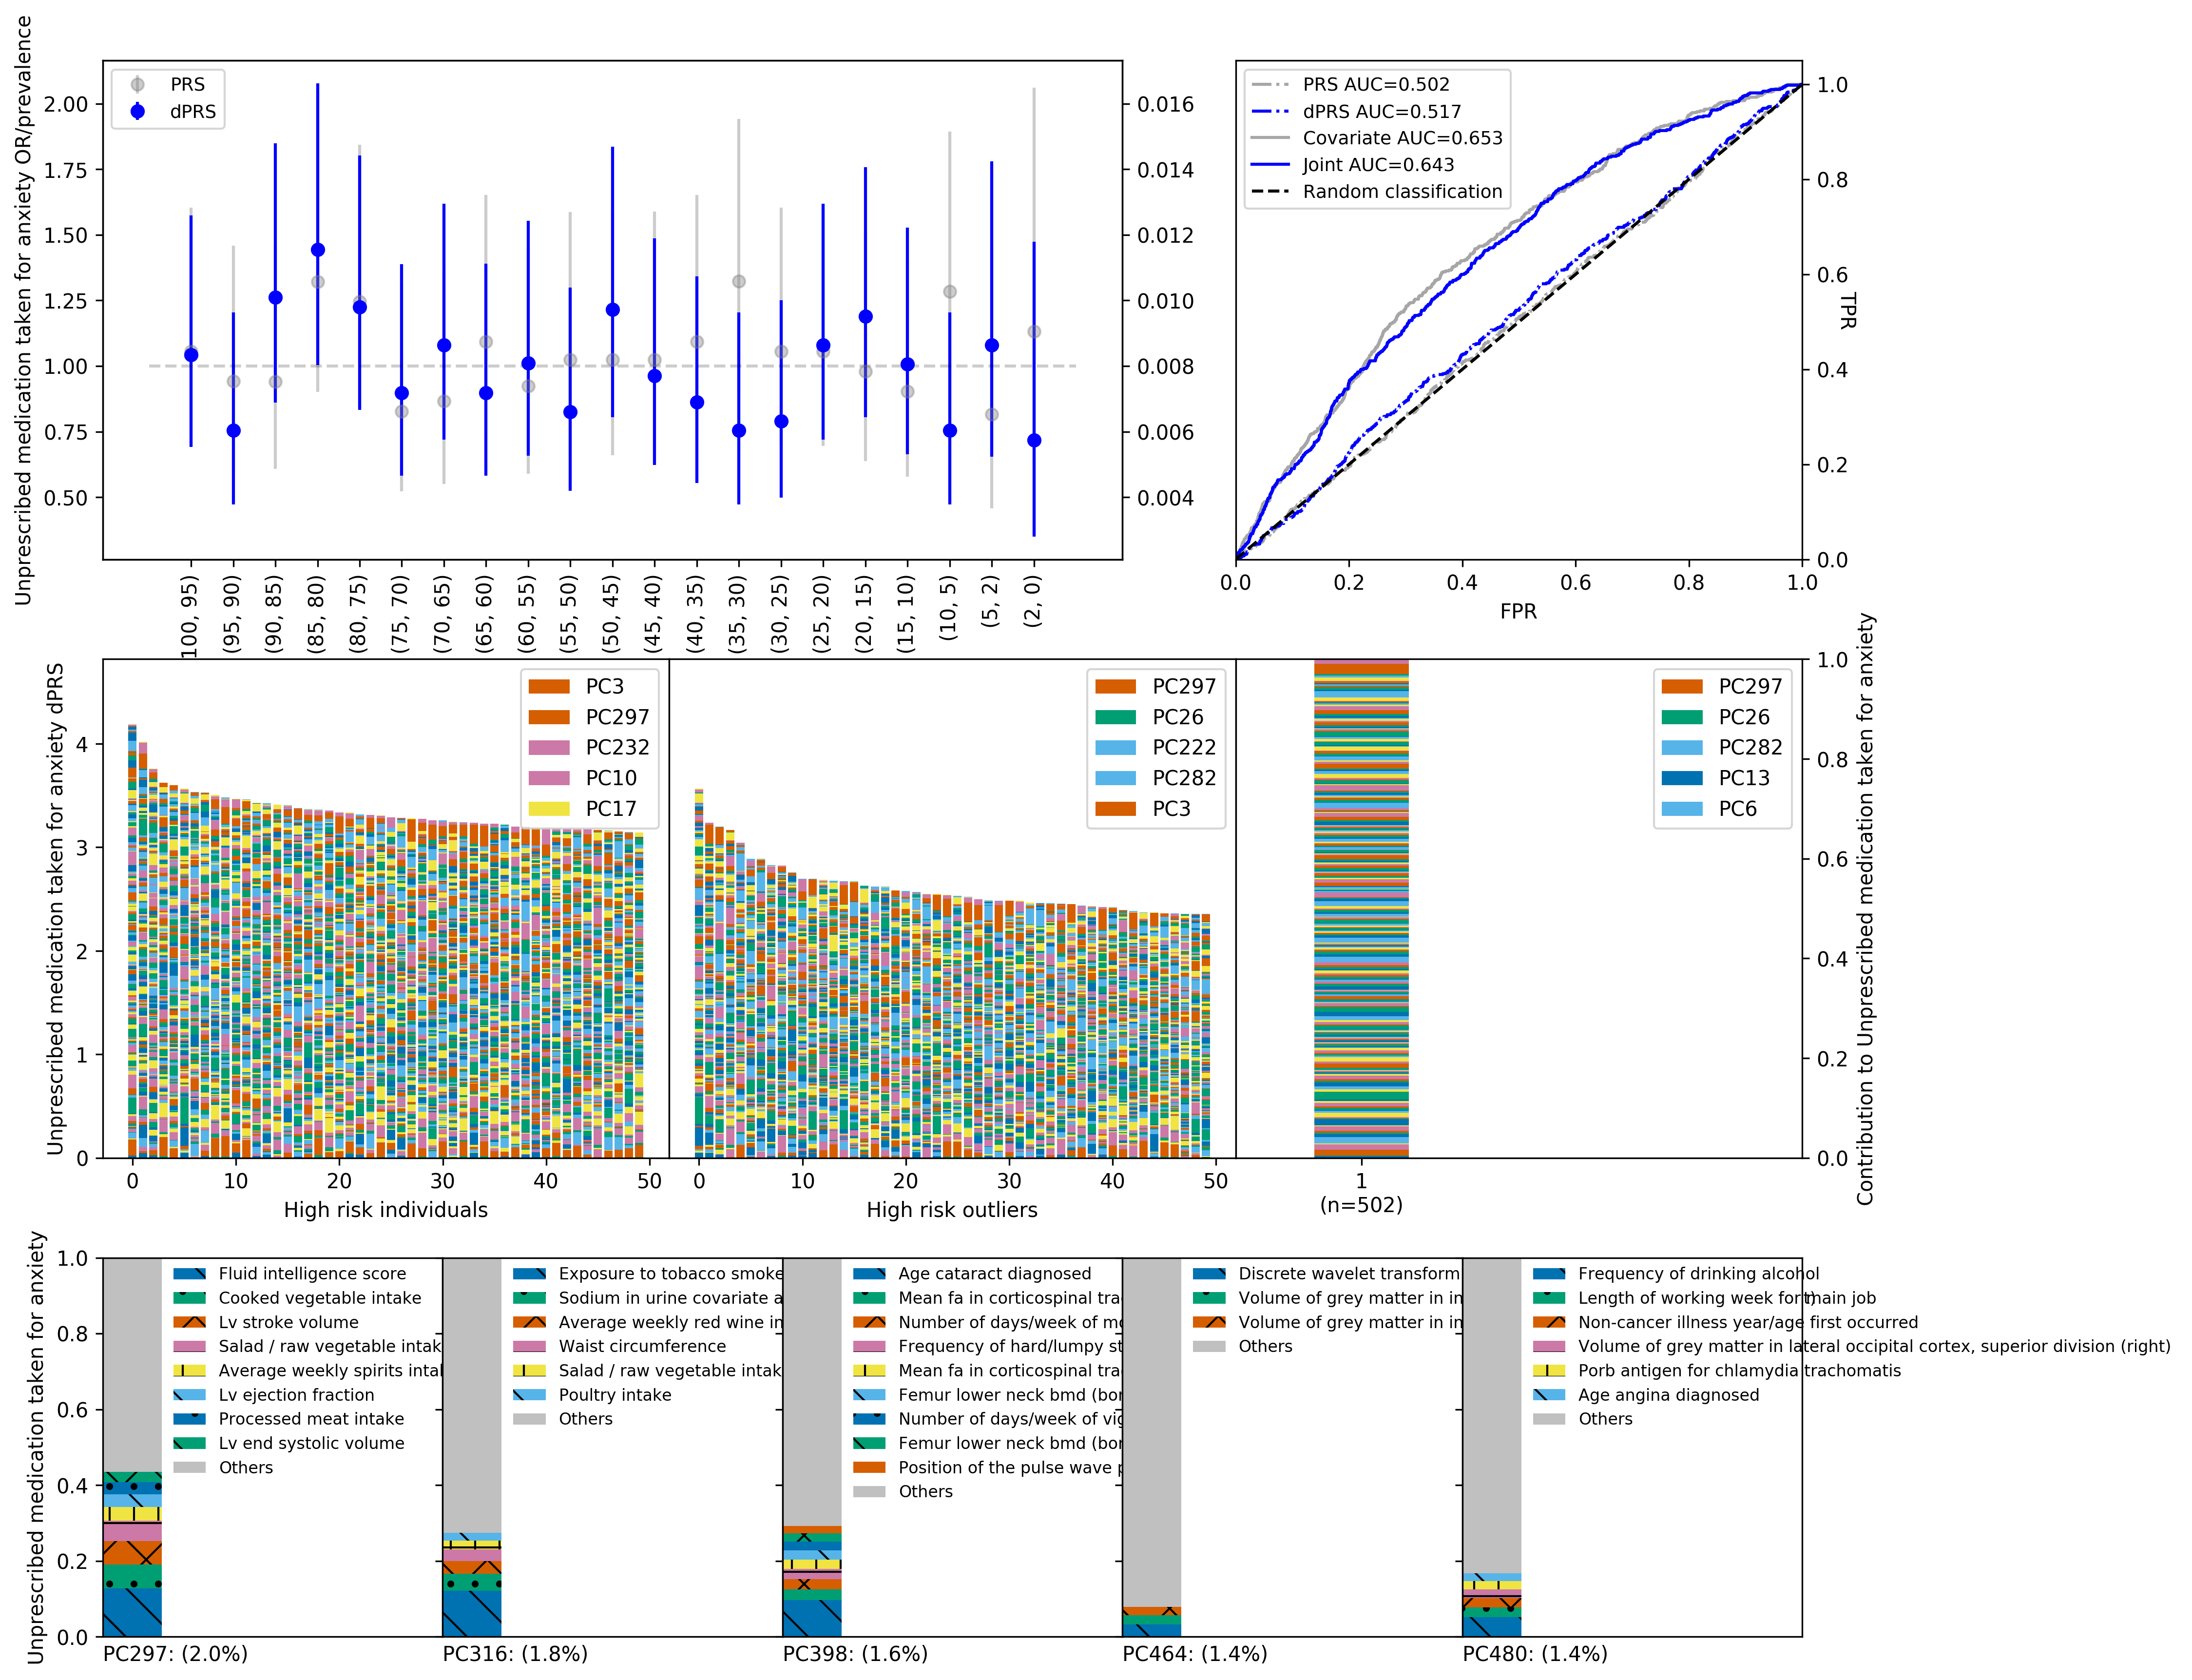 Unprescribed medication taken for anxiety OR/prevalence
PRS
dPRS
2.00
1.75
1.50
1.25
1.00
0.75
0.50
0.016
0.014
0.012
0.010
0.008
0.006
0.004
100, 95)
(95, 90)
(90, 85)
(85, 80)
(80, 75)
(75, 70)
(70, 65)
(65, 60)
(60, 55)
(55, 50)
(50, 45)
(45, 40)
(40, 35)
(35, 30)
(30, 25)
(25, 20)
(20, 15)
(15, 10)
(10, 5)
(5, 2)
(2, 0)
PRS AUC=0.502
dPRS AUC=0.517
Covariate AUC=0.653
Joint AUC=0.643
Random classification
1.0
0.8
0.6
0.4
0.2
0.0
TPR
0.0 0.2 0.4 0.6 0.8 1.0
FPR
Unprescribed medication taken for anxiety dPRS
4
3
2
1
0
PC3
PC297
PC232
PC10
PC17
0 10 20 30 40 50
High risk individuals
PC297
PC26
PC222
PC282
PC3
0 10 20 30 40 50
High risk outliers
PC297
PC26
PC282
PC13
PC6
1
(n=502)
1.0
0.8
0.6
0.4
0.2
0.0
Contribution to Unprescribed medication taken for anxiety
Unprescribed medication taken for anxiety
1.0
0.8
0.6
0.4
0.2
0.0
Fluid intelligence score
Cooked vegetable intake
Lv stroke volume
Salad / raw vegetable intak
Average weekly spirits intal
Lv ejection fraction
Processed meat intake
Lv end systolic volume
Others
PC297: (2.0%)
Exposure to tobacco smoke
Sodium in urine covariate a
Average weekly red wine in
Waist circumference
Salad / raw vegetable intak
Poultry intake
Others
PC316: (1.8%)
Age cataract diagnosed
Mean fa in corticospinal tra
Number of days/week of mo
Frequency of hard/lumpy st
Mean fa in corticospinal tra
Femur lower neck bmd (bon
Number of days/week of vig
Femur lower neck bmd (bon
Position of the pulse wave p
Others
PC398: (1.6%)
Discrete wavelet transform
Volume of grey matter in in
Volume of grey matter in in
Others
PC464: (1.4%)
Frequency of drinking alcohol
Length of working week for main job
Non-cancer illness year/age first occurred
Volume of grey matter in lateral occipital cortex, superior division (right)
Porb antigen for chlamydia trachomatis
Age angina diagnosed
Others
PC480: (1.4%)